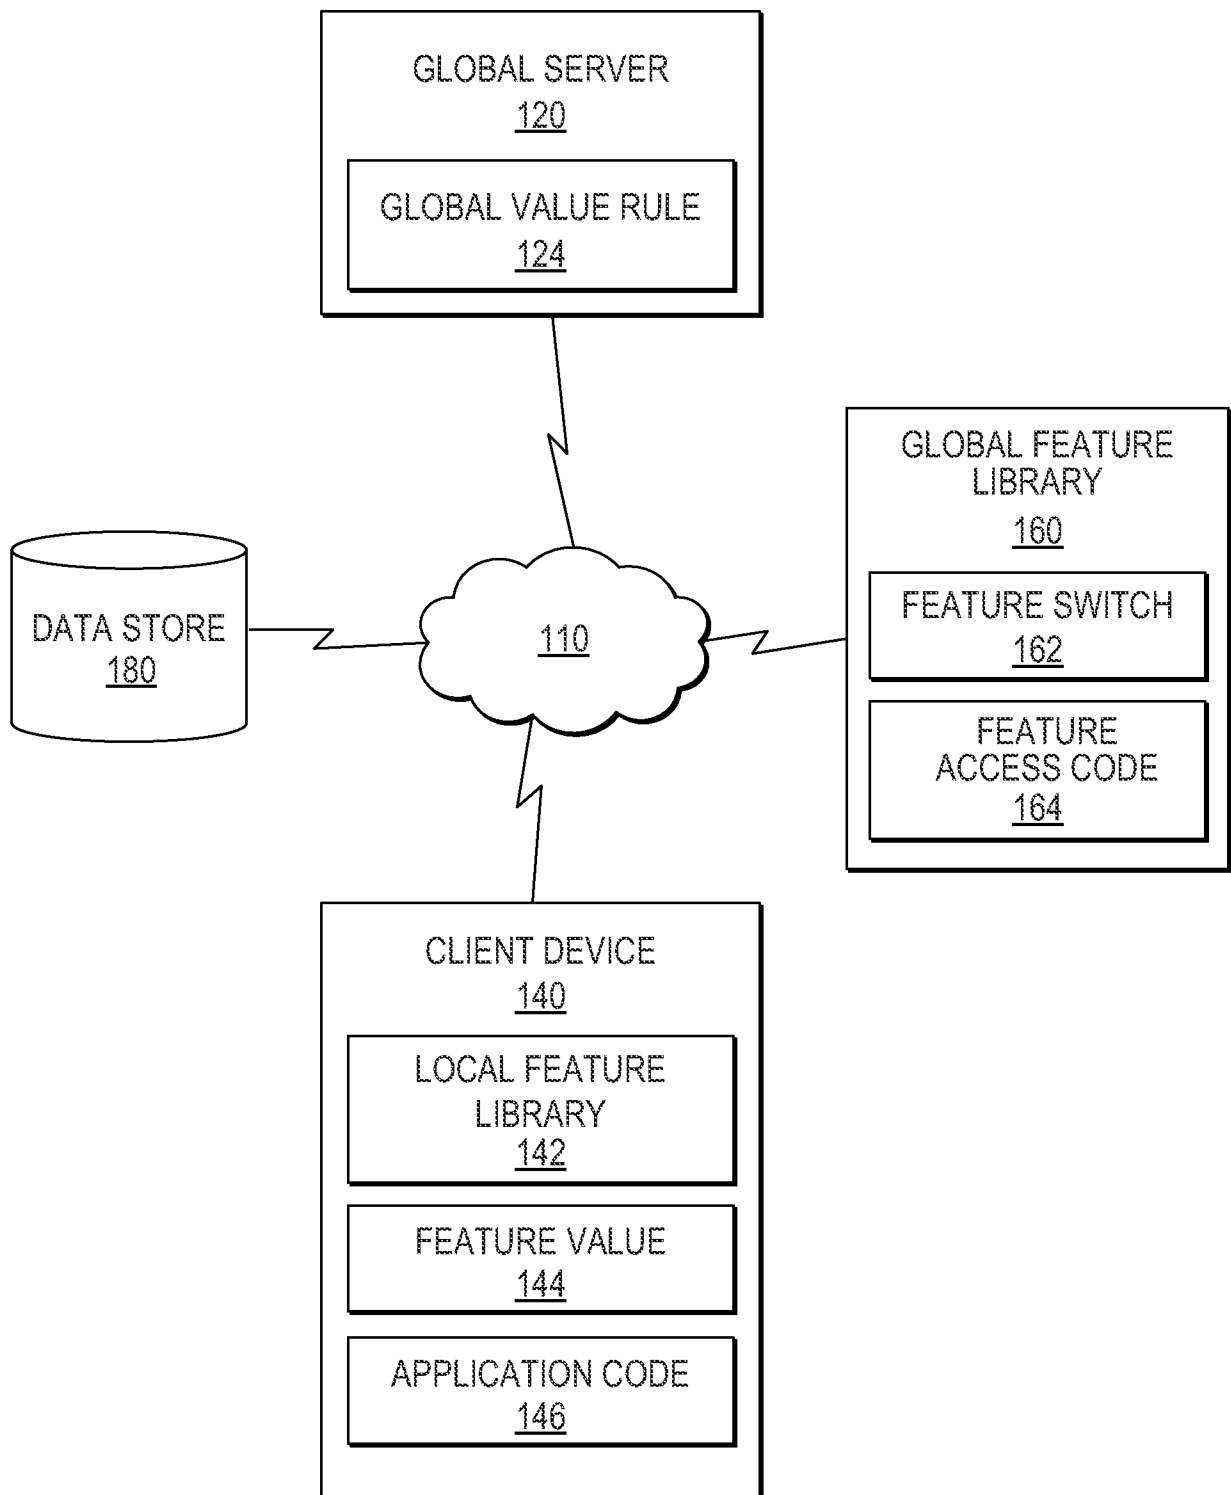 GLOBAL SERVER
120
GLOBAL VALUE RULE
124
GLOBAL FEATURE
LIBRARY
160
FEATURE SWITCH
162
FEATURE
ACCESS CODE
164
DATA STORE
180
110
CLIENT DEVICE
140
LOCAL FEATURE
LIBRARY
142
FEATURE VALUE
144
APPLICATION CODE
146